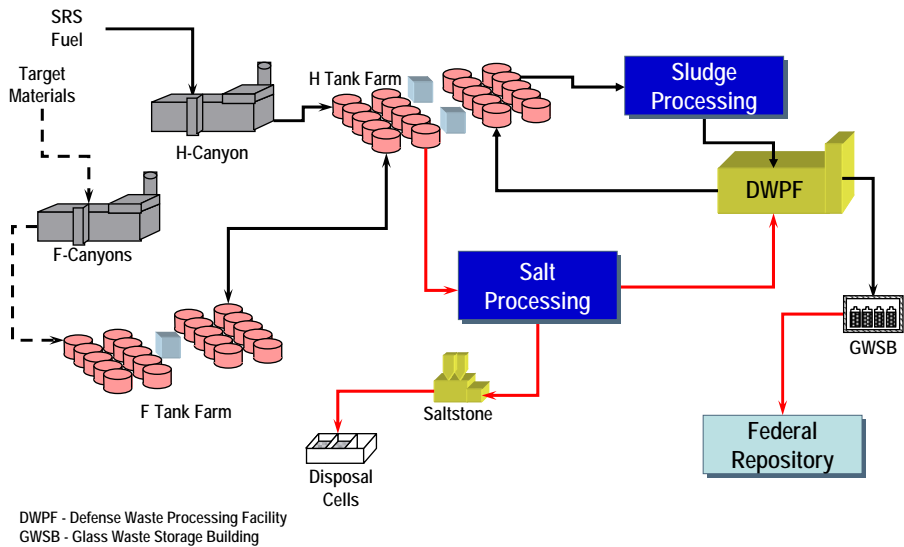 SRS
Fuel
Target
Materials
H-Canyon
H Tank Farm
Sludge
Processing
DWPF
F-Canyons
Salt
Processing
GWSB
F Tank Farm
Saltstone
Disposal
Cells
Federal
Repository
DWPF - Defense Waste Processing Facility
GWSB - Glass Waste Storage Building